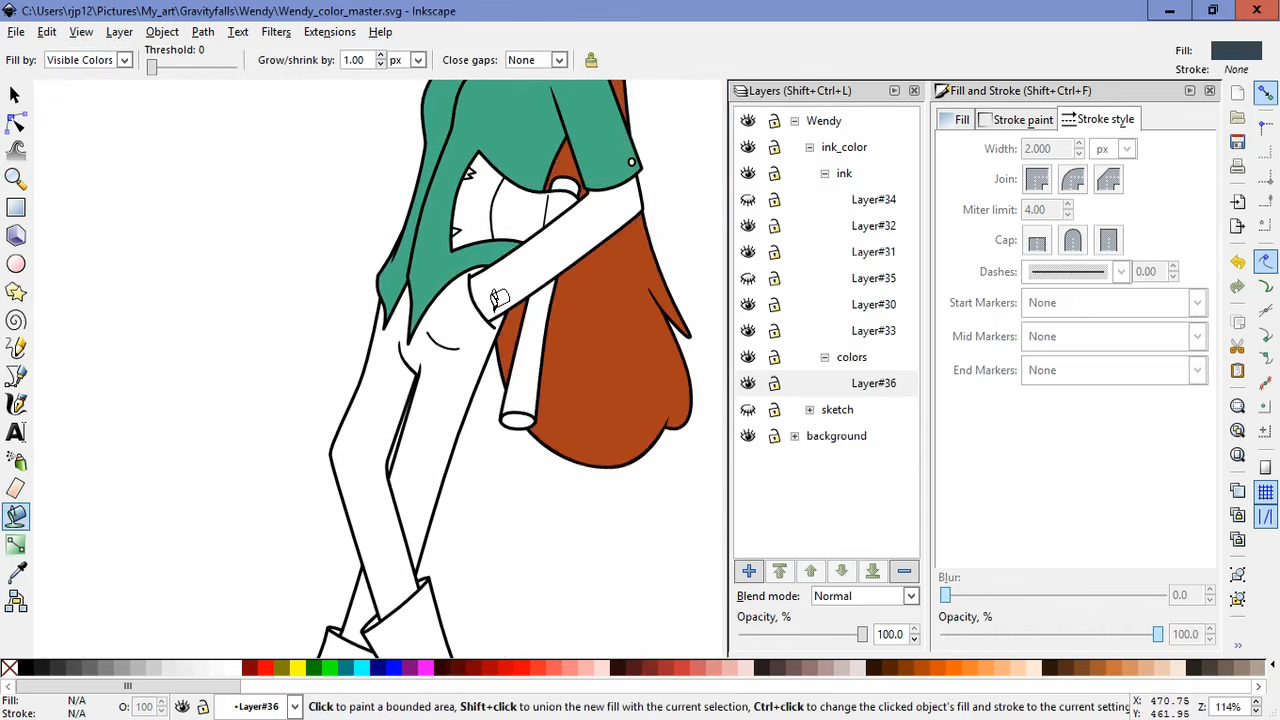 C:\Users\rjp12\Pictures\My_art\Gravityfalls\Wendy\Wendy_color_master.svg - Inkscape
File Edit View Layer Object Path Text Filters Extensions Help
Fill by: Visible Colors Threshold: 0 Grow/shrink by: 1.00 px Close gaps: None
Fill:
Stroke: None
Layers (Shift+Ctrl+L)
Wendy
ink_color
ink
Layer#34
Layer#32
Layer#31
Layer#35
Layer#30
Layer#33
colors
Layer#36
sketch
background
Blend mode: Normal
Opacity, % 100.0
Fill and Stroke (Shift+Ctrl+F)
Fill Stroke paint Stroke style
Width: 2.000 px
Join:
Miter limit: 4.00
Cap:
Dashes: 0.00
Start Markers: None
Mid Markers: None
End Markers: None
Blur: 0.0
Opacity, % 100.0
Fill: N/A
Stroke: N/A
O: 100
•Layer#36
Click to paint a bounded area, Shift+click to union the new fill with the current selection, Ctrl+click to change the clicked object's fill and stroke to the current setting
X: 470.75
Y: 461.95
Z: 114%